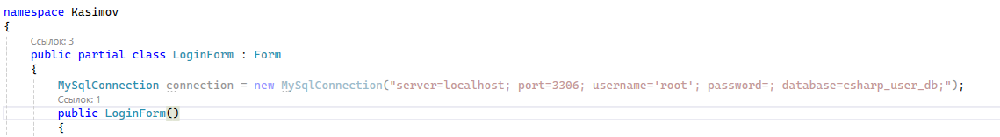 namespace Kasimov
{
Ссылок: 3
public partial class LoginForm : Form
{
MySqlConnection connection = new MySqlConnection("server=localhost; port=3306; username='root'; password=; database=csharp_user_db;");
Ссылок: 1
public LoginForm()
{